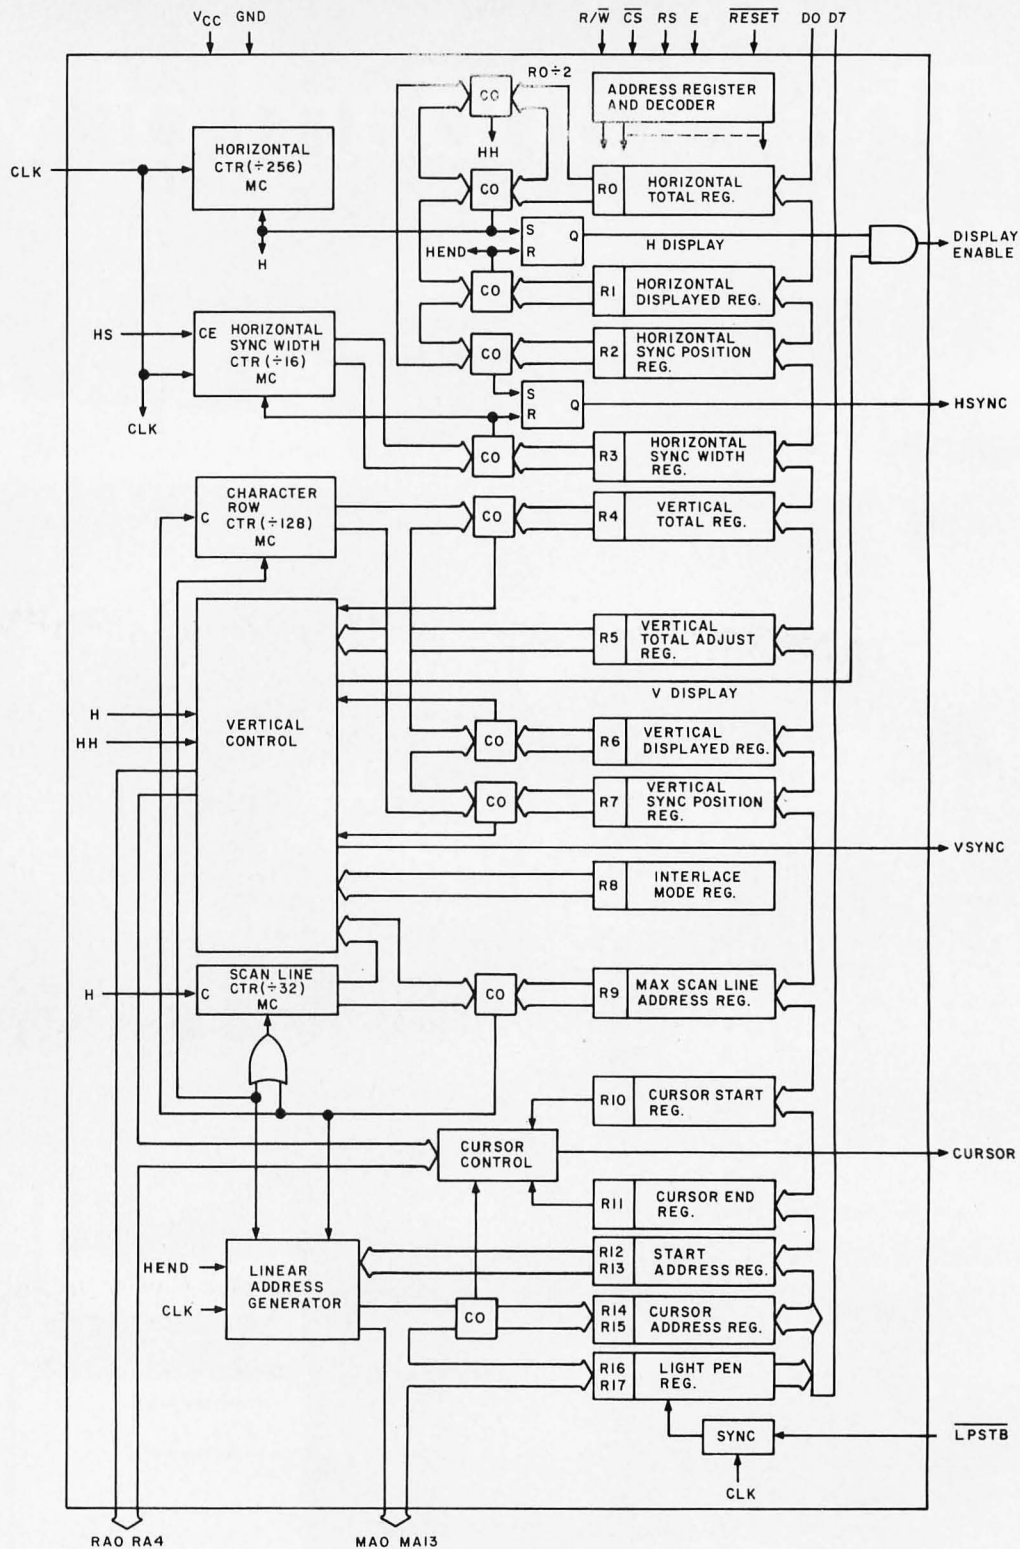 VCC GND
R/W CS RS E RESET D0 D7
R0÷2
CO
HH
ADDRESS REGISTER
AND DECODER
CLK
HORIZONTAL
CTR(÷256)
MC
H
CO
R0
HORIZONTAL
TOTAL REG.
S
R
Q
H DISPLAY
HEND
DISPLAY
ENABLE
CO
R1
HORIZONTAL
DISPLAYED REG.
HS
CE
HORIZONTAL
SYNC WIDTH
CTR(÷16)
MC
CLK
CO
R2
HORIZONTAL
SYNC POSITION
REG.
S
R
Q
HSYNC
CO
R3
HORIZONTAL
SYNC WIDTH
REG.
C
CHARACTER
ROW
CTR(÷128)
MC
CO
R4
VERTICAL
TOTAL REG.
R5
VERTICAL
TOTAL ADJUST
REG.
V DISPLAY
H
HH
VERTICAL
CONTROL
CO
R6
VERTICAL
DISPLAYED REG.
CO
R7
VERTICAL
SYNC POSITION
REG.
VSYNC
R8
INTERLACE
MODE REG.
H
C
SCAN LINE
CTR(÷32)
MC
CO
R9
MAX SCAN LINE
ADDRESS REG.
R10
CURSOR START
REG.
CURSOR
CONTROL
CURSOR
R11
CURSOR END
REG.
HEND
CLK
LINEAR
ADDRESS
GENERATOR
R12
R13
START
ADDRESS REG.
CO
R14
R15
CURSOR
ADDRESS REG.
R16
R17
LIGHT PEN
REG.
SYNC
LPSTB
CLK
RA0 RA4
MA0 MA13